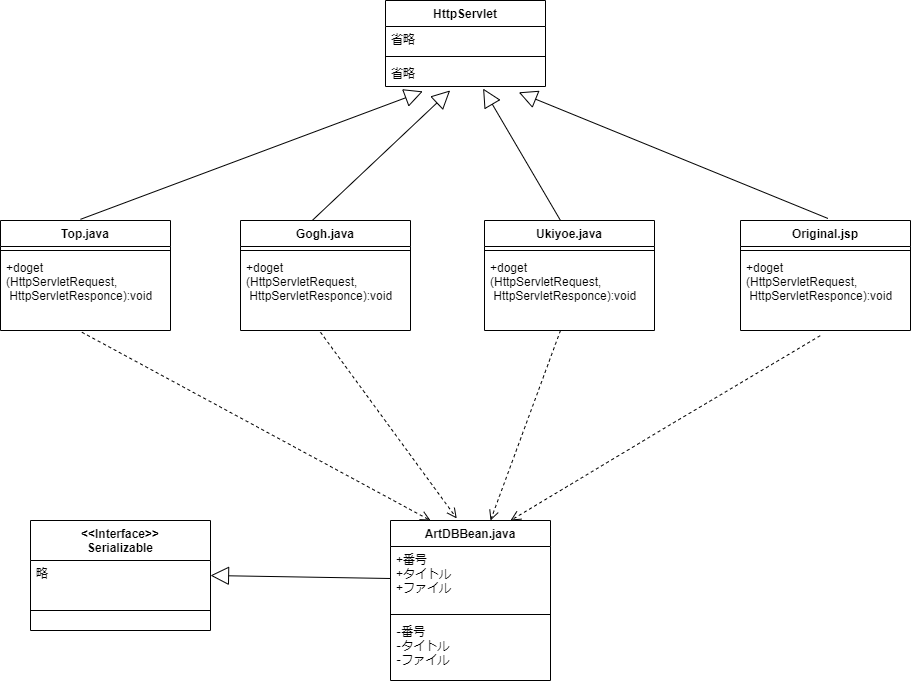 HttpServlet
省略
省略
Top.java
+doget
(HttpServletRequest,
HttpServletResponce):void
Gogh.java
+doget
(HttpServletRequest,
HttpServletResponce):void
Ukiyoe.java
+doget
(HttpServletRequest,
HttpServletResponce):void
Original.jsp
+doget
(HttpServletRequest,
HttpServletResponce):void
<<Interface>>
Serializable
略
ArtDBBean.java
+番号
+タイトル
+ファイル
-番号
-タイトル
-ファイル